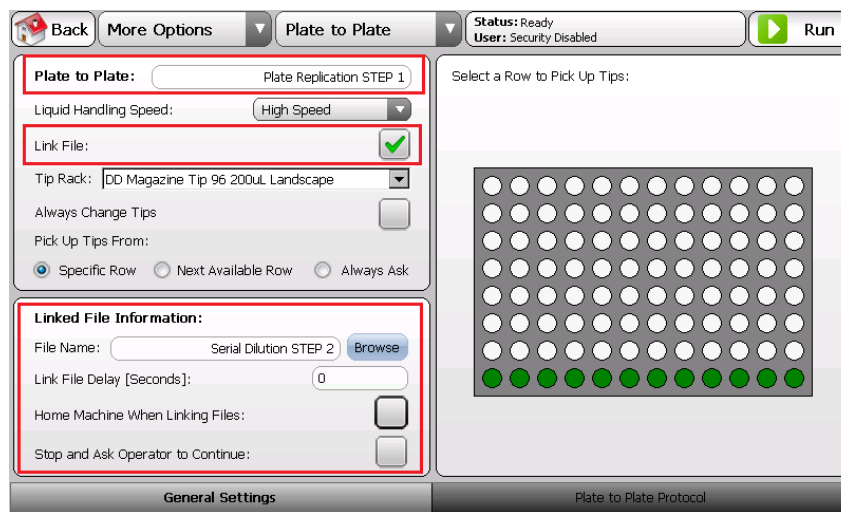 Back
More Options
Plate to Plate
Status: Ready
User: Security Disabled
Run
Plate to Plate: Plate Replication STEP 1
Liquid Handling Speed: High Speed
Link File:
Tip Rack: DD Magazine Tip 96 200uL Landscape
Always Change Tips
Pick Up Tips From:
Specific Row Next Available Row Always Ask
Linked File Information:
File Name: Serial Dilution STEP 2 Browse
Link File Delay [Seconds]: 0
Home Machine When Linking Files:
Stop and Ask Operator to Continue:
Select a Row to Pick Up Tips:
General Settings
Plate to Plate Protocol